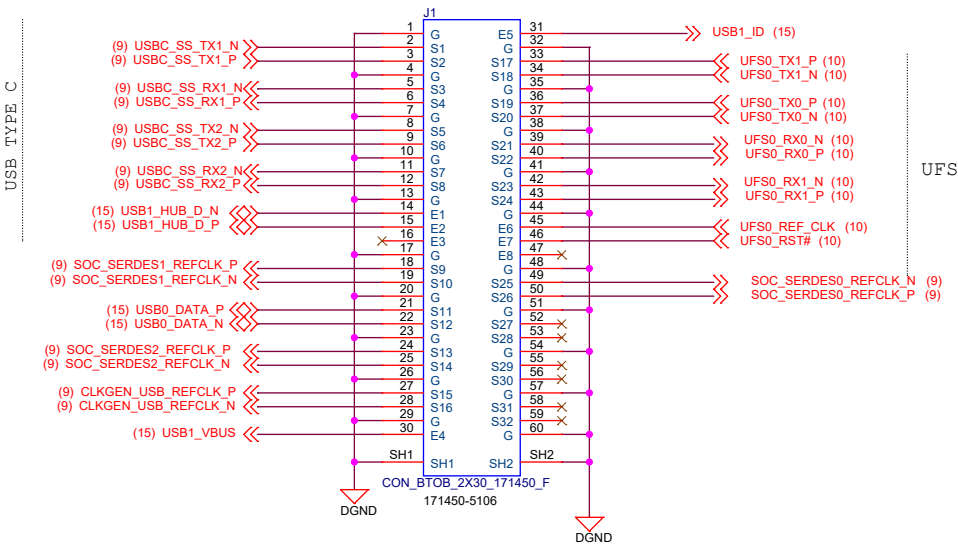 J1
USB TYPE C
(9) USBC_SS_TX1_N
(9) USBC_SS_TX1_P
(9) USBC_SS_RX1_N
(9) USBC_SS_RX1_P
(9) USBC_SS_TX2_N
(9) USBC_SS_TX2_P
(9) USBC_SS_RX2_N
(9) USBC_SS_RX2_P
(15) USB1_HUB_D_N
(15) USB1_HUB_D_P
(9) SOC_SERDES1_REFCLK_P
(9) SOC_SERDES1_REFCLK_N
(15) USB0_DATA_P
(15) USB0_DATA_N
(9) SOC_SERDES2_REFCLK_P
(9) SOC_SERDES2_REFCLK_N
(9) CLKGEN_USB_REFCLK_P
(9) CLKGEN_USB_REFCLK_N
(15) USB1_VBUS
1 G
2 S1
3 S2
4 G
5 S3
6 S4
7 G
8 S5
9 S6
10 G
11 S7
12 S8
13 G
14 E1
15 E2
16 E3
17 G
18 S9
19 S10
20 G
21 S11
22 S12
23 G
24 S13
25 S14
26 G
27 S15
28 S16
29 G
30 E4
SH1 SH1
E5 31
G 32
S17 33
S18 34
G 35
S19 36
S20 37
G 38
S21 39
S22 40
G 41
S23 42
S24 43
G 44
E6 45
E7 46
E8 47
G 48
S25 49
S26 50
G 51
S27 52
S28 53
G 54
S29 55
S30 56
G 57
S31 58
S32 59
G 60
SH2 SH2
USB1_ID (15)
UFS0_TX1_P (10)
UFS0_TX1_N (10)
UFS0_TX0_P (10)
UFS0_TX0_N (10)
UFS0_RX0_N (10)
UFS0_RX0_P (10)
UFS0_RX1_N (10)
UFS0_RX1_P (10)
UFS0_REF_CLK (10)
UFS0_RST# (10)
SOC_SERDES0_REFCLK_N (9)
SOC_SERDES0_REFCLK_P (9)
UFS
CON_BTOB_2X30_171450_F
171450-5106
DGND
DGND